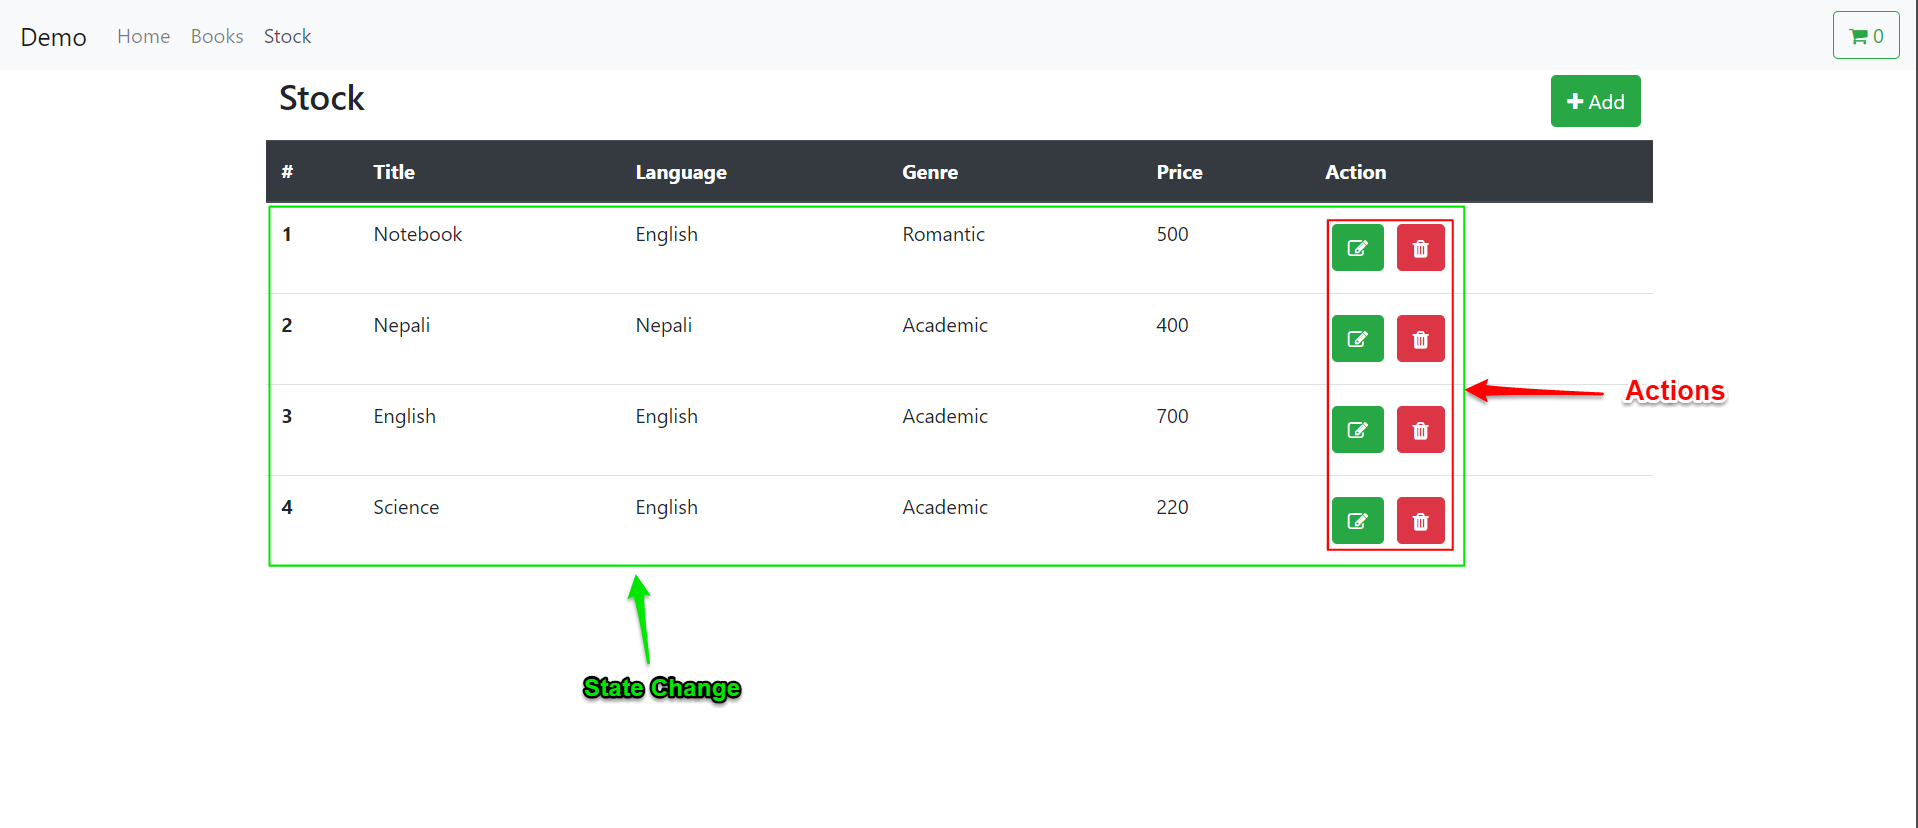 Demo Home Books Stock 0
Stock
Add
# Title Language Genre Price Action
1 Notebook English Romantic 500
2 Nepali Nepali Academic 400
Actions
3 English English Academic 700
4 Science English Academic 220
State Change